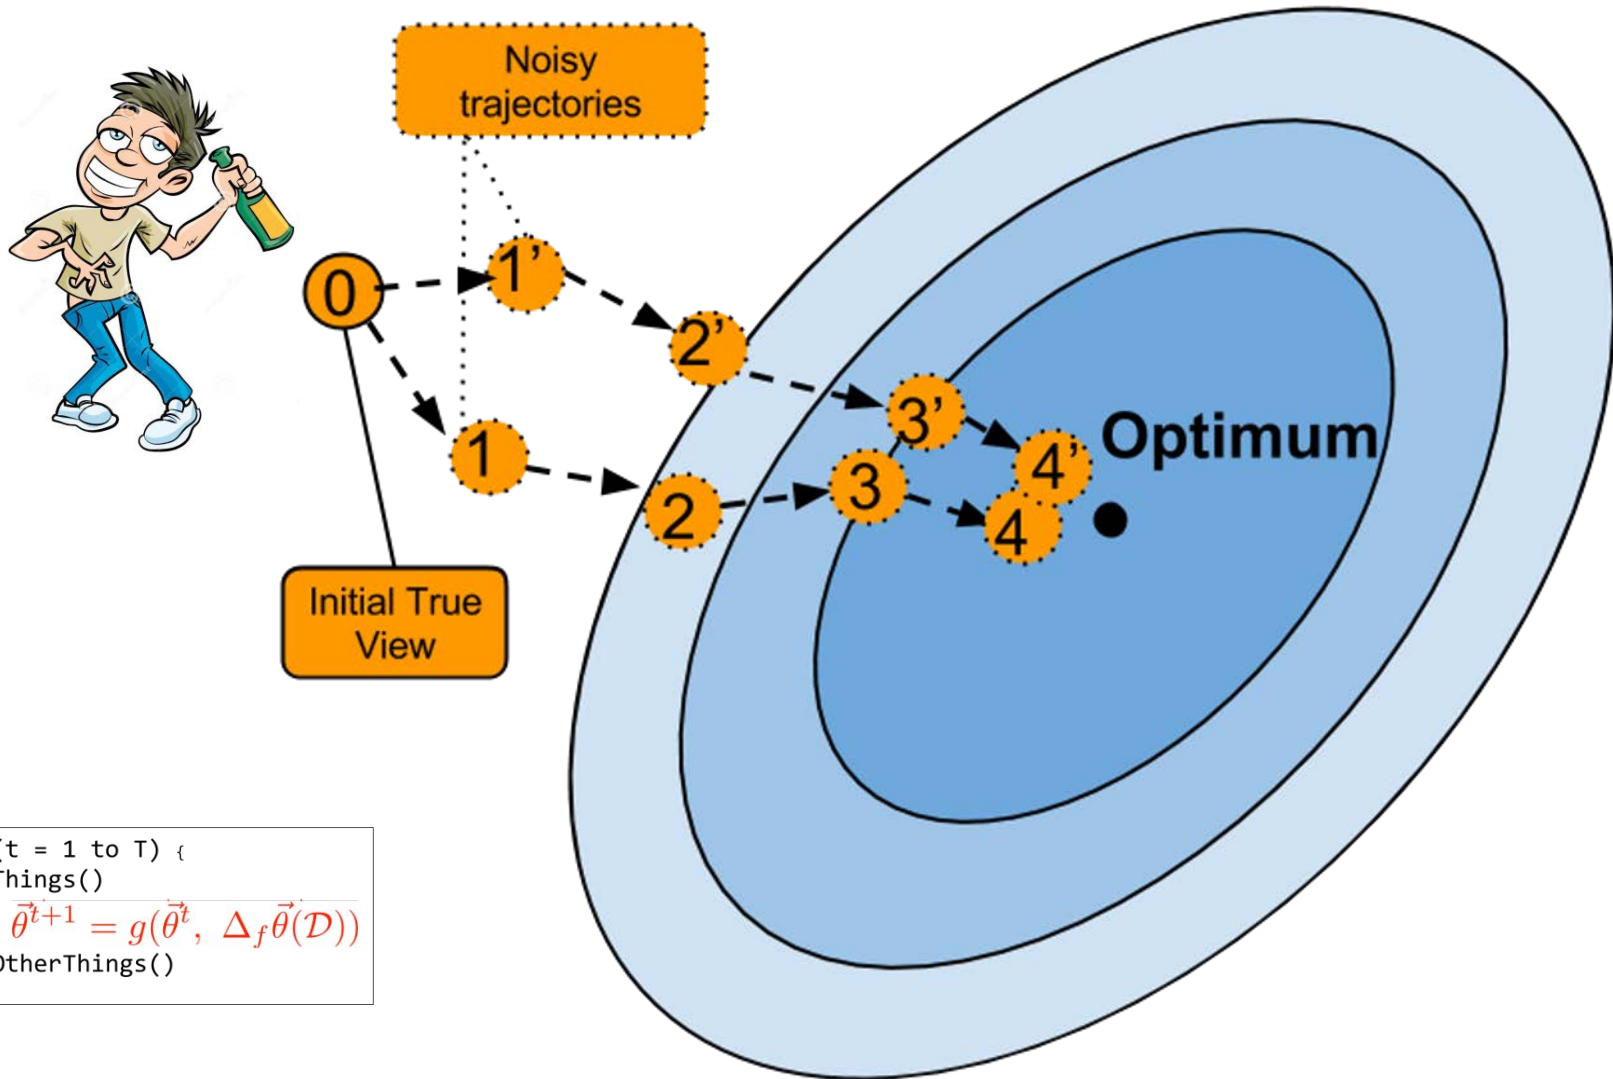 Noisy
trajectories
0
1’
2’
3’
4’
Optimum
1
2
3
4
Initial True
View
(t = 1 to T) {
Things()
θ⃗^{t+1} = g(θ⃗^t, Δ_f θ⃗(𝒟))
OtherThings()